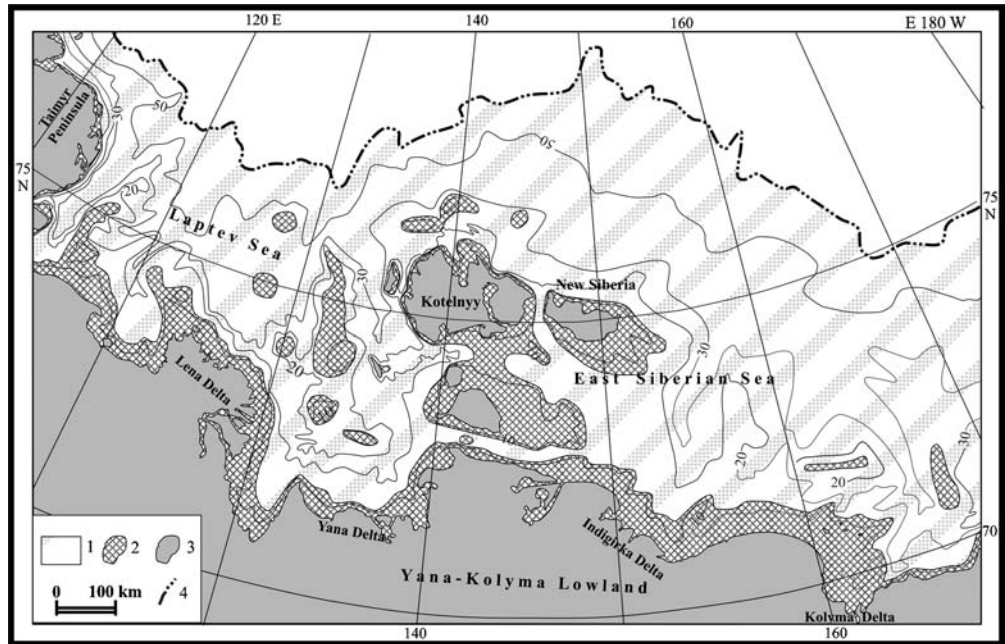 120 E
140
160
E 180 W
Taimyr
Peninsula
50
30
20
75
N
50
75
N
Laptev Sea
30
Kotelnyy
New Siberia
30
East Siberian Sea
20
Lena Delta
20
20
30
Yana Delta
Indigirka Delta
70
Yana-Kolyma Lowland
Kolyma Delta
1
2
3
0 100 km
4
140
160